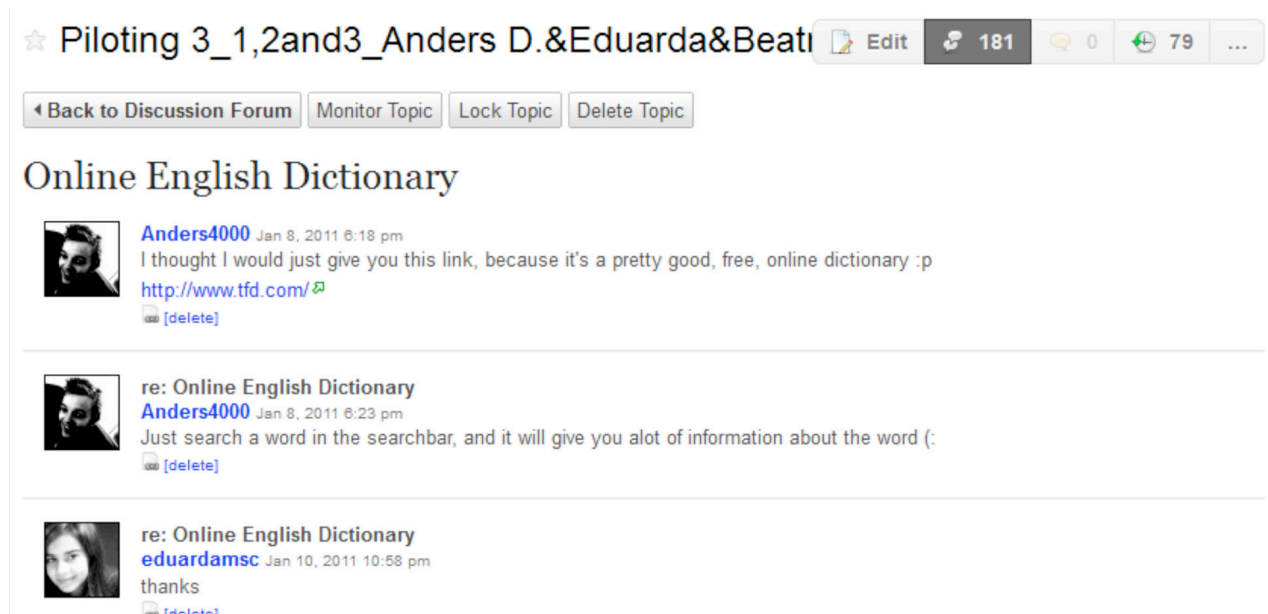 Piloting 3_1,2and3_Anders D.&Eduarda&Beatr Edit 181 0 79 ...
Back to Discussion Forum Monitor Topic Lock Topic Delete Topic
Online English Dictionary
Anders4000 Jan 8, 2011 6:18 pm
I thought I would just give you this link, because it's a pretty good, free, online dictionary :p
http://www.tfd.com/
[delete]
re: Online English Dictionary
Anders4000 Jan 8, 2011 6:23 pm
Just search a word in the searchbar, and it will give you alot of information about the word (:
[delete]
re: Online English Dictionary
eduardamsc Jan 10, 2011 10:58 pm
thanks
[delete]